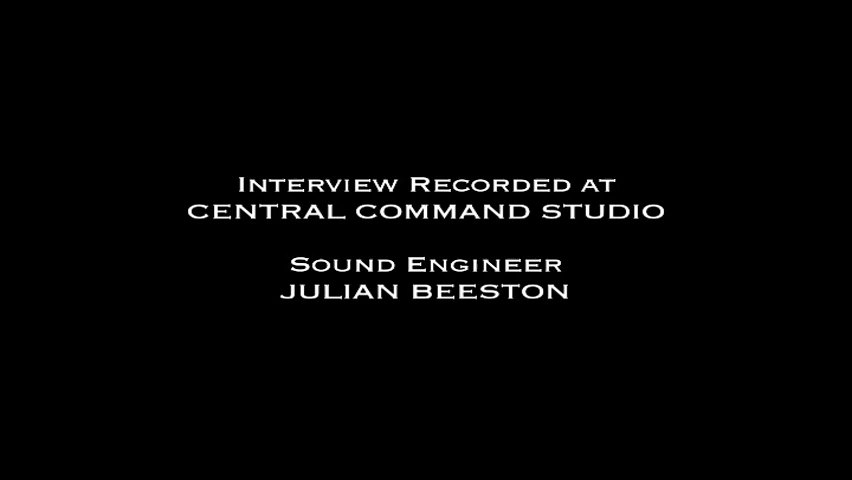 Interview Recorded at
CENTRAL COMMAND STUDIO
Sound Engineer
JULIAN BEESTON